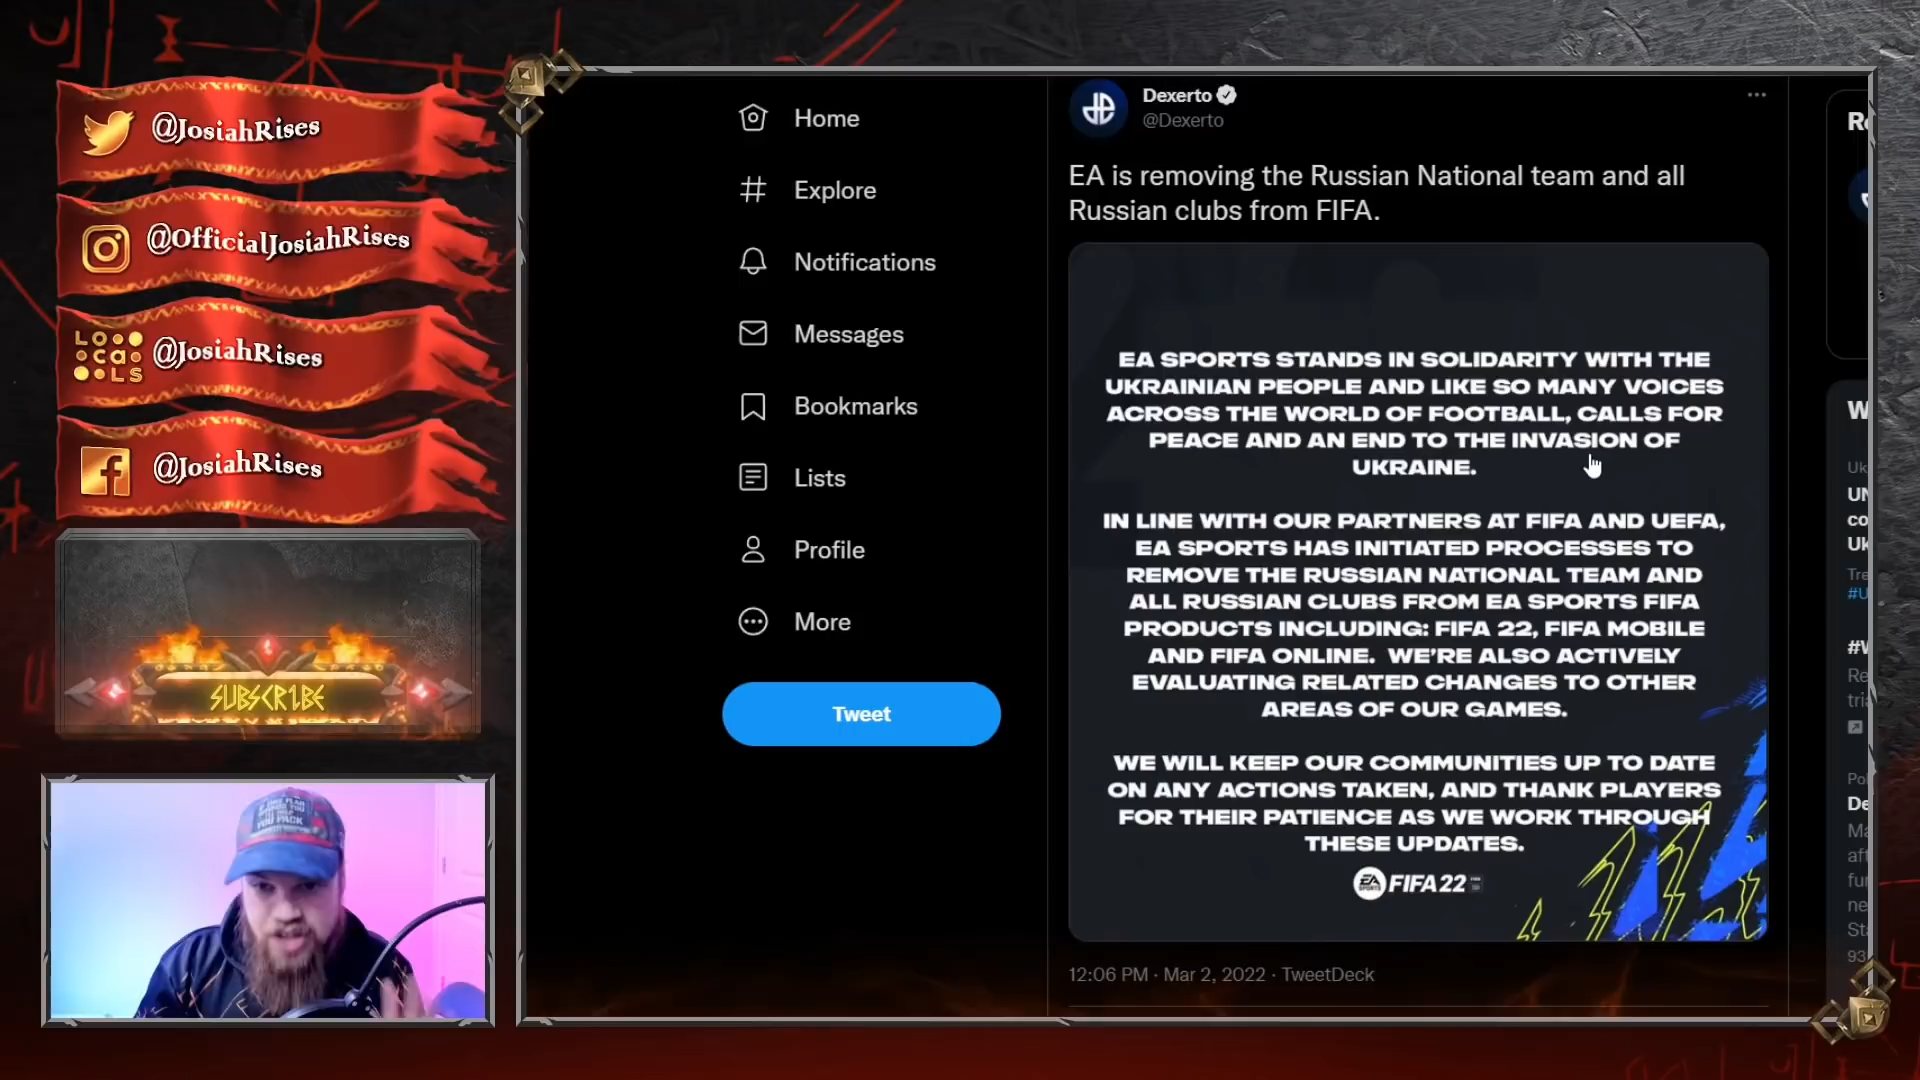 @JosiahRises
@OfficialJosiahRises
LOCALS
@JosiahRises
@JosiahRises
SUBSCRIBE
YOU PACK
Home
Explore
Notifications
Messages
Bookmarks
Lists
Profile
More
Tweet
Dexerto
@Dexerto
EA is removing the Russian National team and all
Russian clubs from FIFA.
EA SPORTS STANDS IN SOLIDARITY WITH THE
UKRAINIAN PEOPLE AND LIKE SO MANY VOICES
ACROSS THE WORLD OF FOOTBALL, CALLS FOR
PEACE AND AN END TO THE INVASION OF
UKRAINE.
IN LINE WITH OUR PARTNERS AT FIFA AND UEFA,
EA SPORTS HAS INITIATED PROCESSES TO
REMOVE THE RUSSIAN NATIONAL TEAM AND
ALL RUSSIAN CLUBS FROM EA SPORTS FIFA
PRODUCTS INCLUDING: FIFA 22, FIFA MOBILE
AND FIFA ONLINE. WE'RE ALSO ACTIVELY
EVALUATING RELATED CHANGES TO OTHER
AREAS OF OUR GAMES.
WE WILL KEEP OUR COMMUNITIES UP TO DATE
ON ANY ACTIONS TAKEN, AND THANK PLAYERS
FOR THEIR PATIENCE AS WE WORK THROUGH
THESE UPDATES.
EA SPORTS FIFA 22
12:06 PM · Mar 2, 2022 · TweetDeck